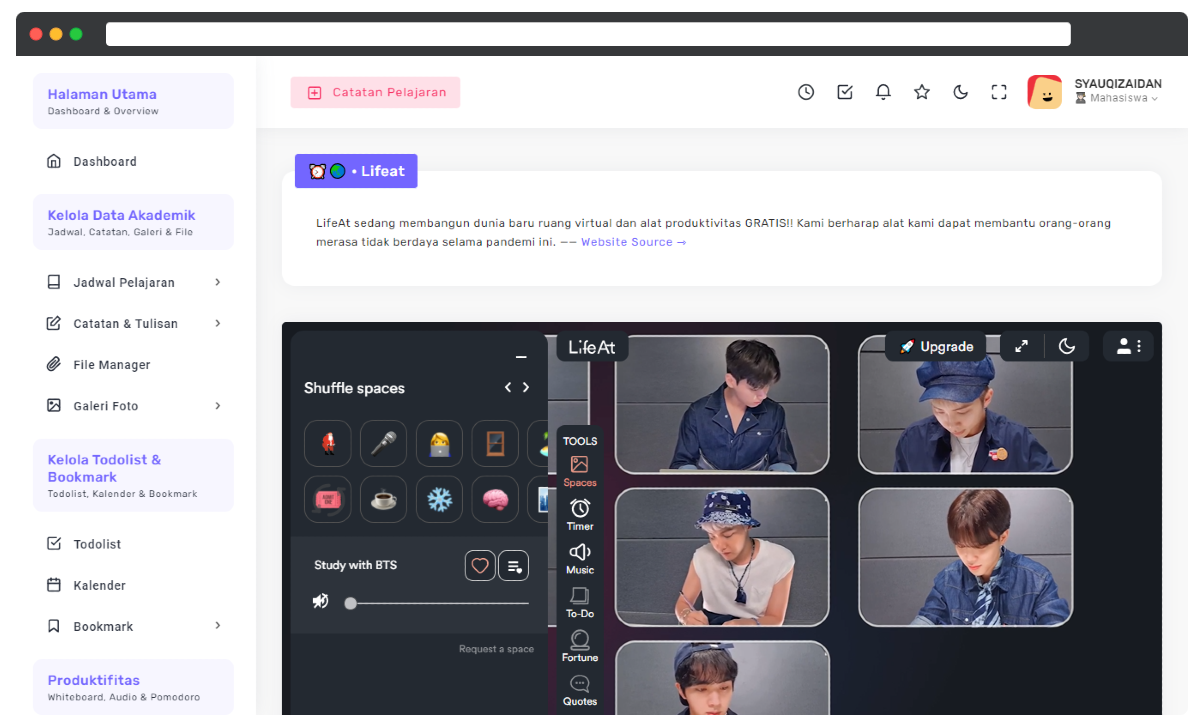 Halaman Utama
Dashboard & Overview
Dashboard
Kelola Data Akademik
Jadwal, Catatan, Galeri & File
Jadwal Pelajaran
Catatan & Tulisan
File Manager
Galeri Foto
Kelola Todolist &
Bookmark
Todolist, Kalender & Bookmark
Todolist
Kalender
Bookmark
Produktifitas
Whiteboard, Audio & Pomodoro
Catatan Pelajaran
SYAUQIZAIDAN
Mahasiswa
• Lifeat
LifeAt sedang membangun dunia baru ruang virtual dan alat produktivitas GRATIS!! Kami berharap alat kami dapat membantu orang-orang
merasa tidak berdaya selama pandemi ini. —— Website Source ⇾
LifeAt
Upgrade
Shuffle spaces
Study with BTS
Request a space
TOOLS
Spaces
Timer
Music
To-Do
Fortune
Quotes